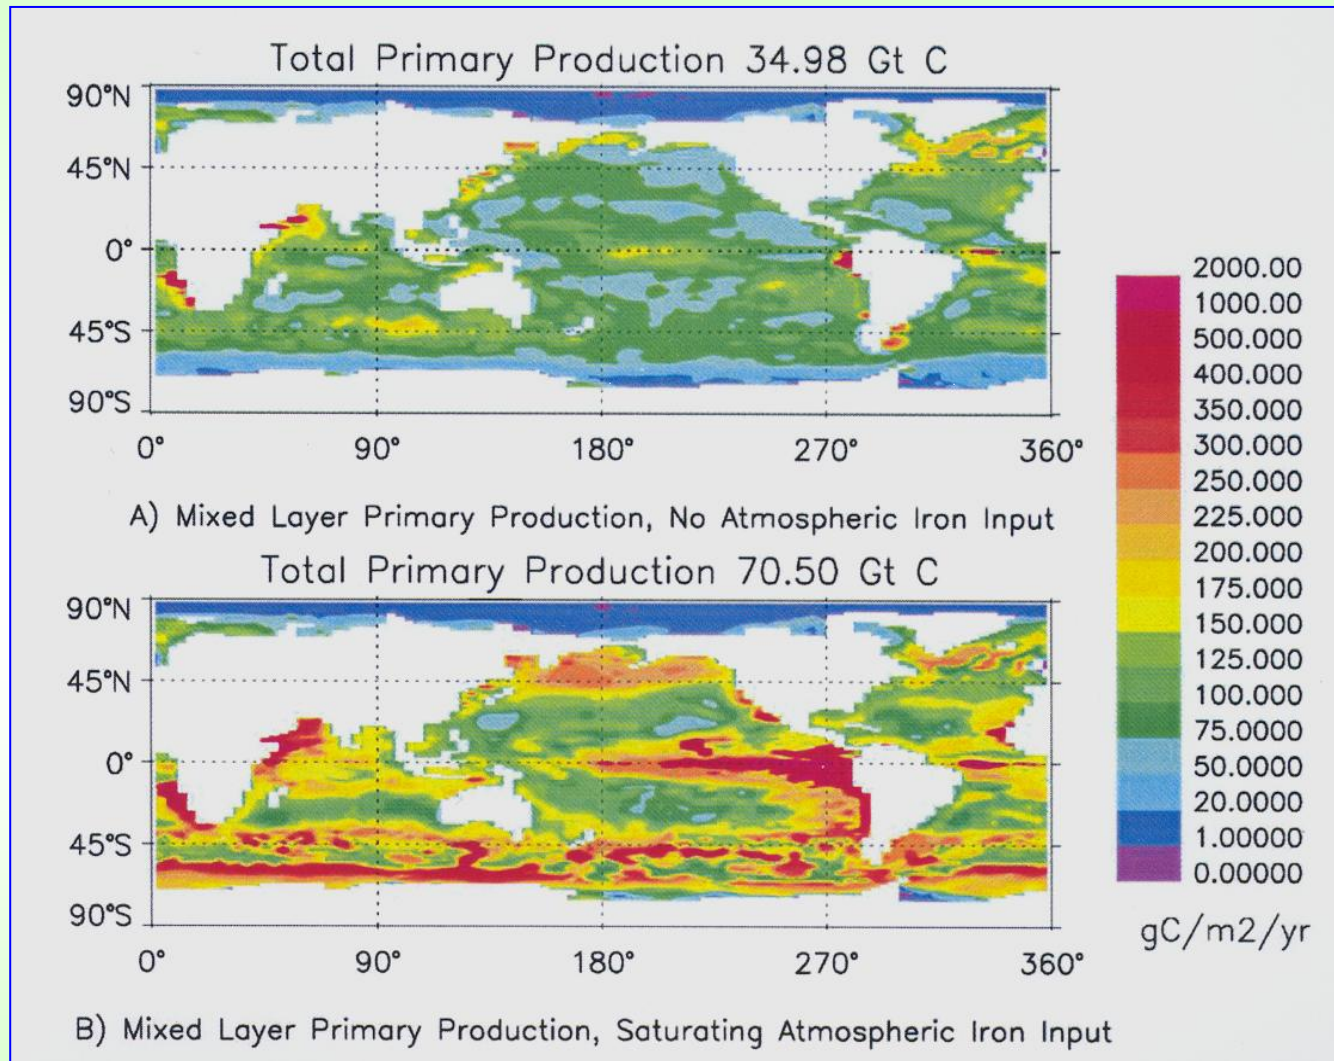 Total Primary Production 34.98 Gt C
90°N
45°N
0°
45°S
90°S
0° 90° 180° 270° 360°
A) Mixed Layer Primary Production, No Atmospheric Iron Input
Total Primary Production 70.50 Gt C
90°N
45°N
0°
45°S
90°S
0° 90° 180° 270° 360°
B) Mixed Layer Primary Production, Saturating Atmospheric Iron Input
2000.00
1000.00
500.000
400.000
350.000
300.000
250.000
225.000
200.000
175.000
150.000
125.000
100.000
75.0000
50.0000
20.0000
1.00000
0.00000
gC/m2/yr